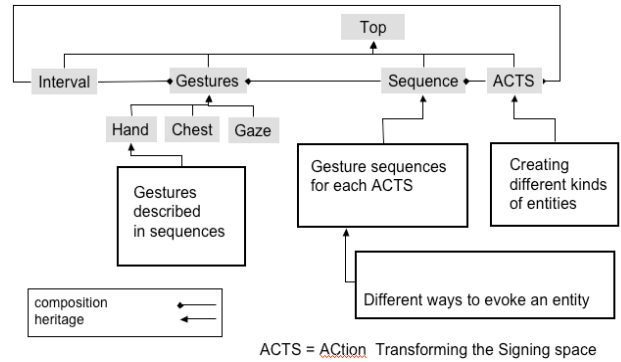 Top
Interval
Gestures
Sequence
ACTS
Hand
Chest
Gaze
Gestures
described
in sequences
Gesture sequences
for each ACTS
Creating
different kinds
of entities
Different ways to evoke an entity
composition
heritage
ACTS = ACtion Transforming the Signing space